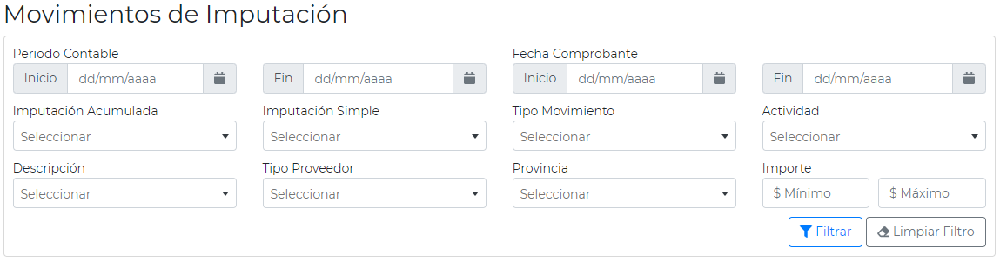 Movimientos de Imputación
Periodo Contable Fecha Comprobante
Inicio dd/mm/aaaa Fin dd/mm/aaaa Inicio dd/mm/aaaa Fin dd/mm/aaaa
Imputación Acumulada Imputación Simple Tipo Movimiento Actividad
Seleccionar Seleccionar Seleccionar Seleccionar
Descripción Tipo Proveedor Provincia Importe
Seleccionar Seleccionar Seleccionar $ Mínimo $ Máximo
Filtrar Limpiar Filtro